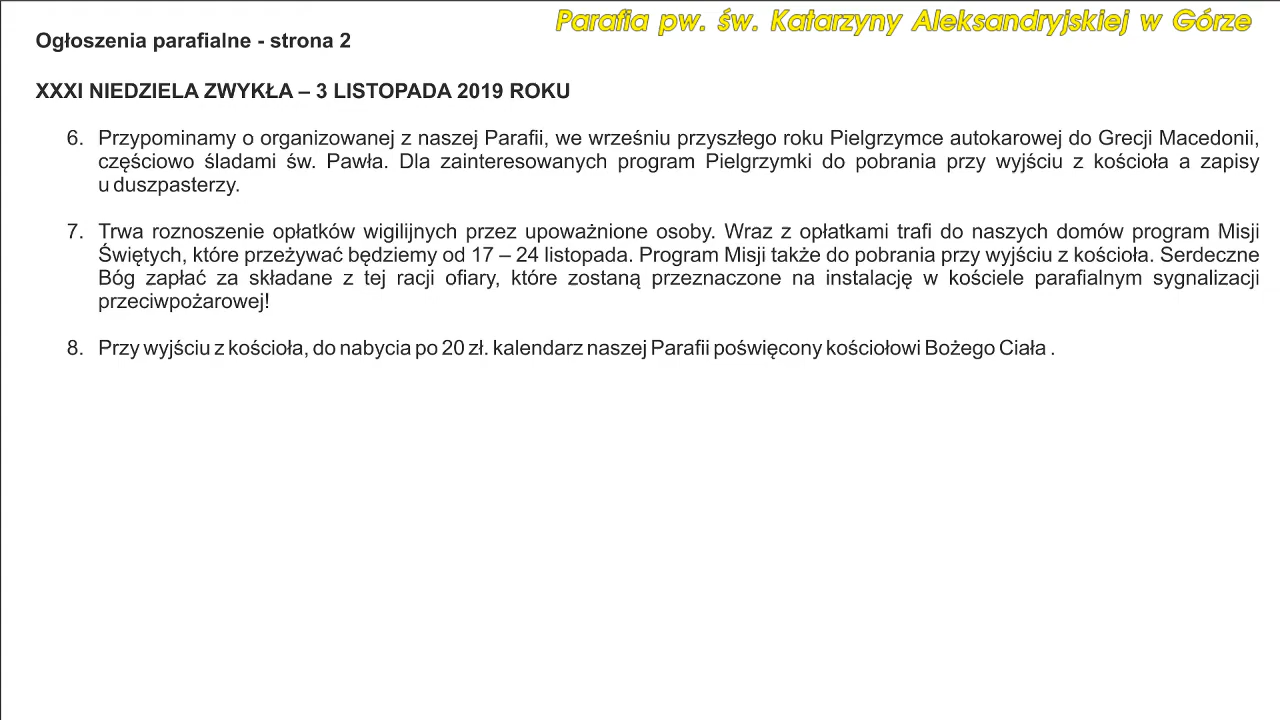 Parafia pw. św. Katarzyny Aleksandryjskiej w Górze
Ogłoszenia parafialne - strona 2
XXXI NIEDZIELA ZWYKŁA – 3 LISTOPADA 2019 ROKU
6. Przypominamy o organizowanej z naszej Parafii, we wrześniu przyszłego roku Pielgrzymce autokarowej do Grecji Macedonii,
częściowo śladami św. Pawła. Dla zainteresowanych program Pielgrzymki do pobrania przy wyjściu z kościoła a zapisy
u duszpasterzy.
7. Trwa roznoszenie opłatków wigilijnych przez upoważnione osoby. Wraz z opłatkami trafi do naszych domów program Misji
Świętych, które przeżywać będziemy od 17 – 24 listopada. Program Misji także do pobrania przy wyjściu z kościoła. Serdeczne
Bóg zapłać za składane z tej racji ofiary, które zostaną przeznaczone na instalację w kościele parafialnym sygnalizacji
przeciwpożarowej!
8. Przy wyjściu z kościoła, do nabycia po 20 zł. kalendarz naszej Parafii poświęcony kościołowi Bożego Ciała .